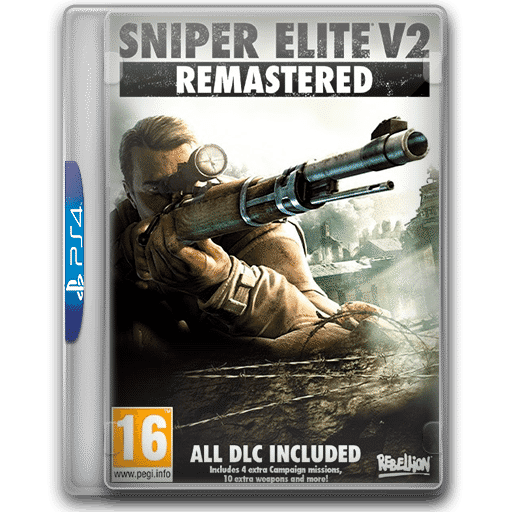 SNIPER ELITE V2
REMASTERED
PS4
16
www.pegi.info
ALL DLC INCLUDED
Includes 4 extra Campaign missions,
10 extra weapons and more!
REBELLION